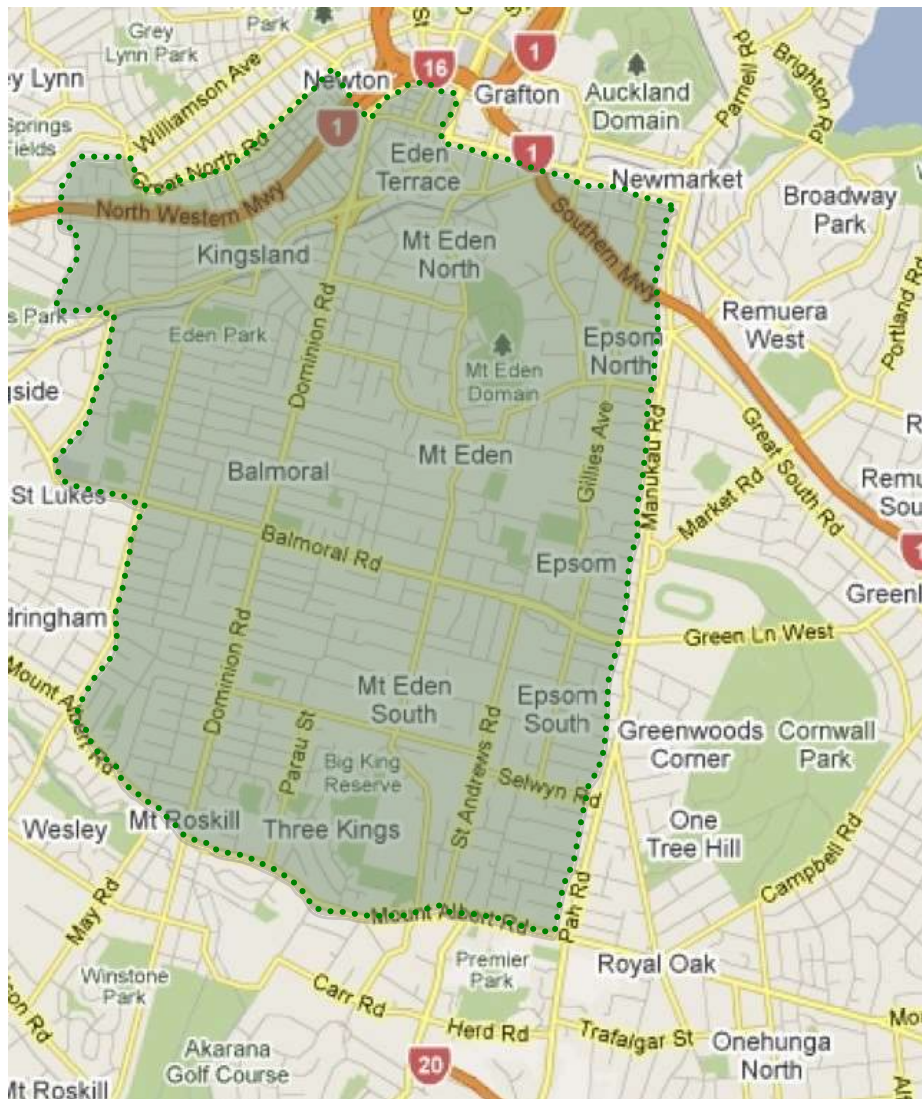 Grey
Lynn Park
ey Lynn
Williamson Ave
Springs
Fields
Great North Rd
Newton
16
1
Grafton
Auckland
Domain
Parnell Rd
Brighton Rd
1
1
Eden
Terrace
Newmarket
Broadway
Park
North Western Mwy
Southern Mwy
Kingsland
Mt Eden
North
s Park
Eden Park
Dominion Rd
Mt Eden
Domain
Epsom
North
Remuera
West
Portland Rd
gside
Gillies Ave
Manukau Rd
Great South Rd
Balmoral
Mt Eden
St Lukes
Market Rd
Remu
Sou
Balmoral Rd
Epsom
1
Greenl
dringham
Dominion Rd
Green Ln West
Mount Albert Rd
Mt Eden
South
Epsom
South
Parau St
Big King
Reserve
St Andrews Rd
Selwyn Rd
Greenwoods
Corner
Cornwall
Park
Wesley
Mt Roskill
Three Kings
One
Tree Hill
Campbell Rd
May Rd
Mount Albert Rd
Pah Rd
Winstone
Park
Premier
Park
Royal Oak
Carr Rd
Herd Rd
Trafalgar St
Mo
son Rd
Akarana
Golf Course
20
Onehunga
North
Mt Roskill